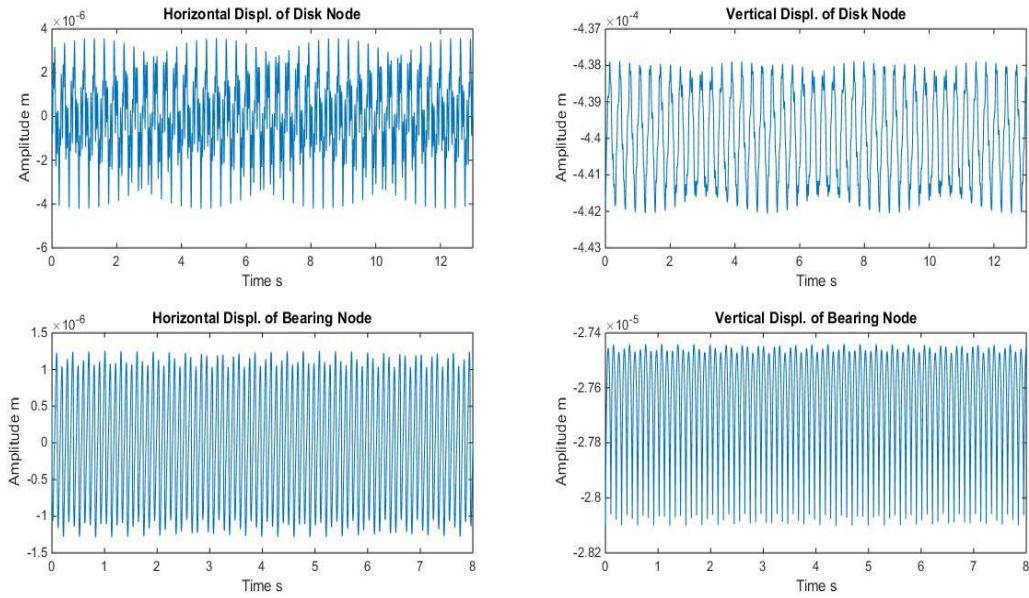 Horizontal Displ. of Disk Node
×10⁻⁶
4
2
0
-2
-4
-6
Amplitude m
0 2 4 6 8 10 12
Time s
Vertical Displ. of Disk Node
×10⁻⁴
-4.37
-4.38
-4.39
-4.4
-4.41
-4.42
-4.43
Amplitude m
0 2 4 6 8 10 12
Time s
Horizontal Displ. of Bearing Node
×10⁻⁶
1.5
1
0.5
0
-0.5
-1
-1.5
Amplitude m
0 1 2 3 4 5 6 7 8
Time s
Vertical Displ. of Bearing Node
×10⁻⁵
-2.74
-2.76
-2.78
-2.8
-2.82
Amplitude m
0 1 2 3 4 5 6 7 8
Time s